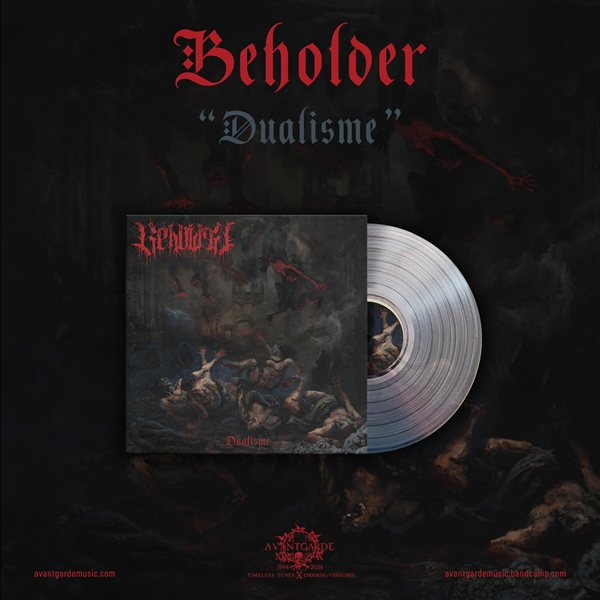 Beholder
“Dualisme”
Beholder
Dualisme
AVANTGARDE
1994 2024
TIMELESS TUNES X ENDURING VANGUARD
avantgardemusic.com
avantgardemusic.bandcamp.com